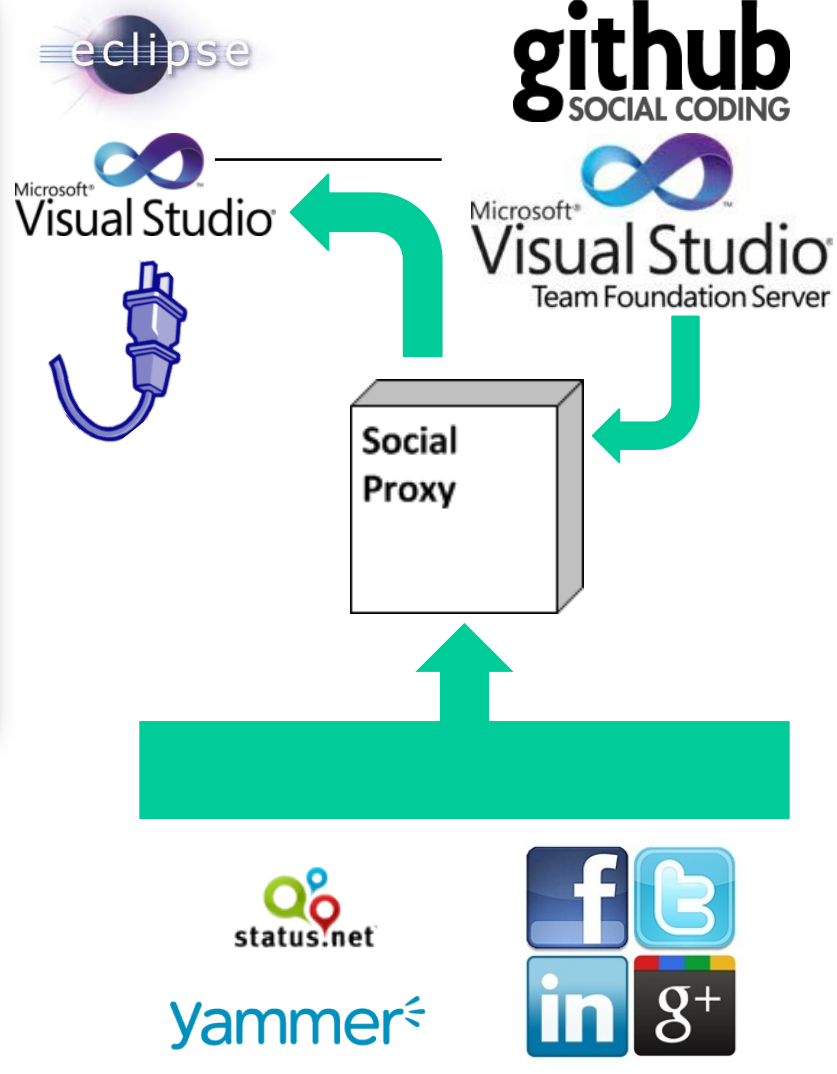 eclipse
github
SOCIAL CODING
Microsoft®
Visual Studio®
Microsoft®
Visual Studio®
Team Foundation Server
Social
Proxy
status.net
yammer
f
t
in
g+